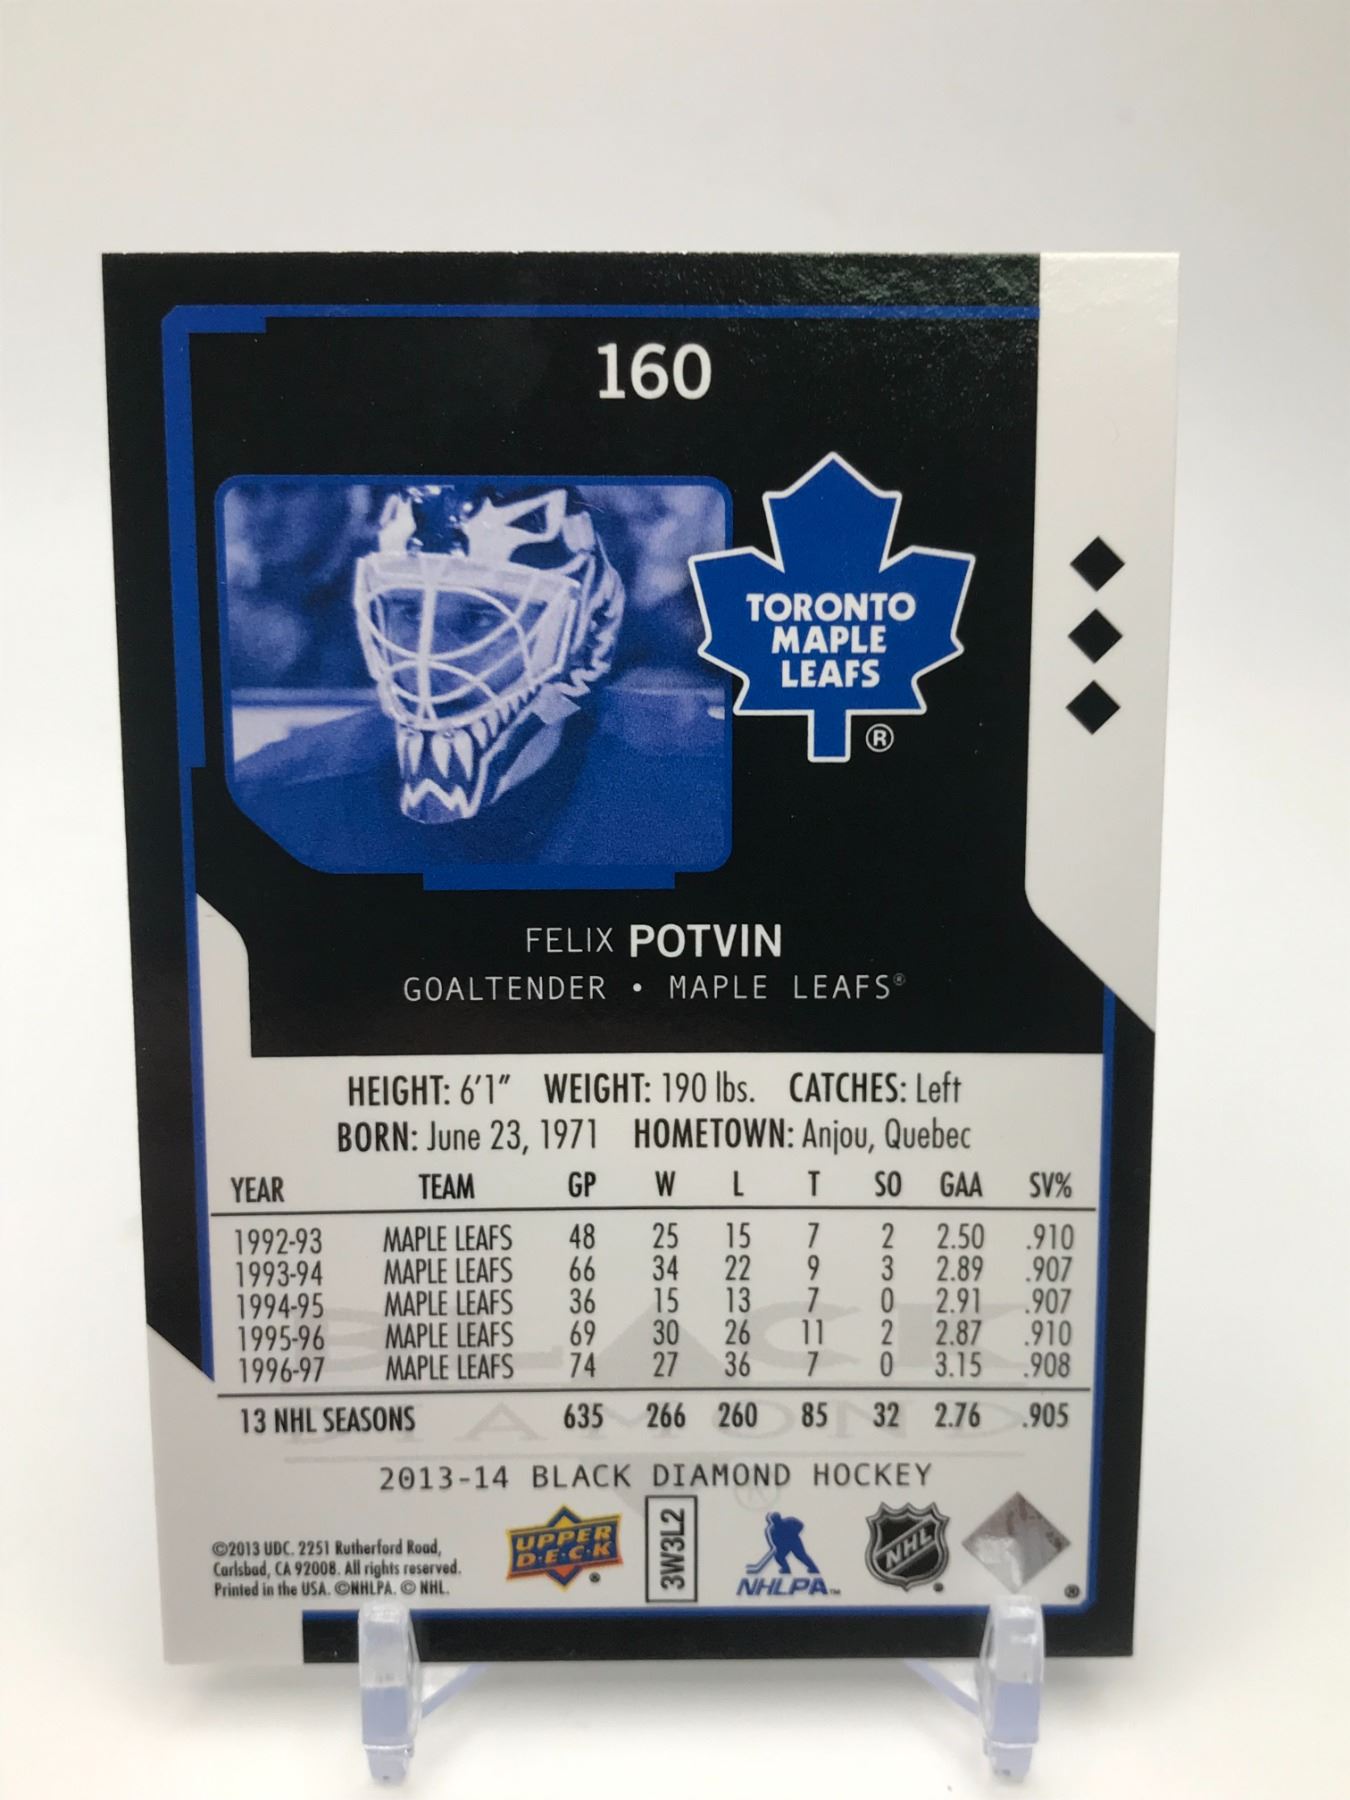 160
TORONTO
MAPLE
LEAFS
®
FELIX POTVIN
GOALTENDER • MAPLE LEAFS®
HEIGHT: 6'1" WEIGHT: 190 lbs. CATCHES: Left
BORN: June 23, 1971 HOMETOWN: Anjou, Quebec
YEAR TEAM GP W L T SO GAA SV%
1992-93 MAPLE LEAFS 48 25 15 7 2 2.50 .910
1993-94 MAPLE LEAFS 66 34 22 9 3 2.89 .907
1994-95 MAPLE LEAFS 36 15 13 7 0 2.91 .907
1995-96 MAPLE LEAFS 69 30 26 11 2 2.87 .910
1996-97 MAPLE LEAFS 74 27 36 7 0 3.15 .908
13 NHL SEASONS 635 266 260 85 32 2.76 .905
BLACK
DIAMOND
®
2013-14 BLACK DIAMOND HOCKEY
©2013 UDC. 2251 Rutherford Road,
Carlsbad, CA 92008. All rights reserved.
Printed in the USA. ©NHLPA. © NHL.
UPPER
DECK
®
3W3L2
NHLPA™
NHL
®
®